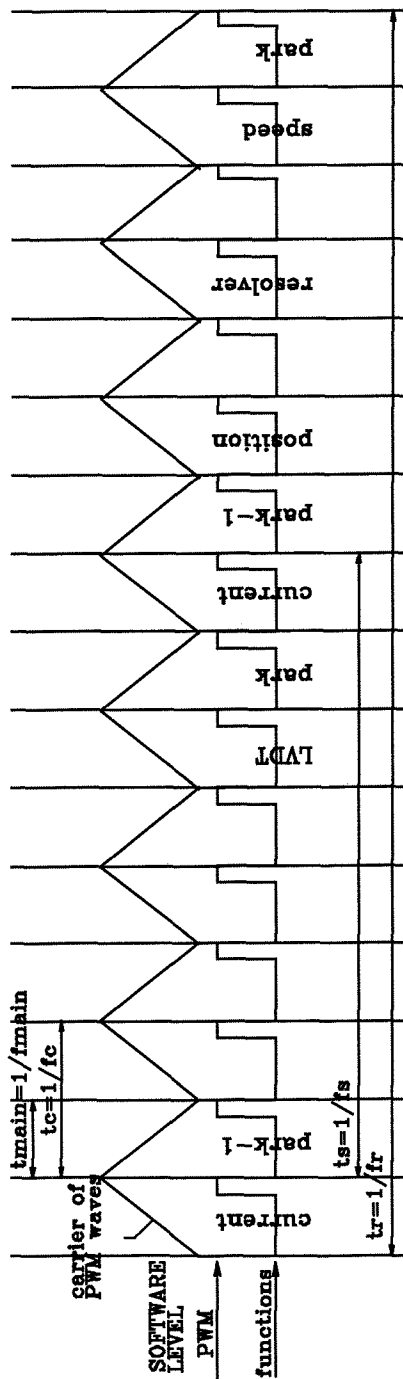 tmain=1/fmain
tc=1/fc
carrier of
PWM waves
SOFTWARE
LEVEL
PWM
functions
current
park-1
LVDT
park
current
park-1
position
resolver
speed
park
ts=1/fs
tr=1/fr